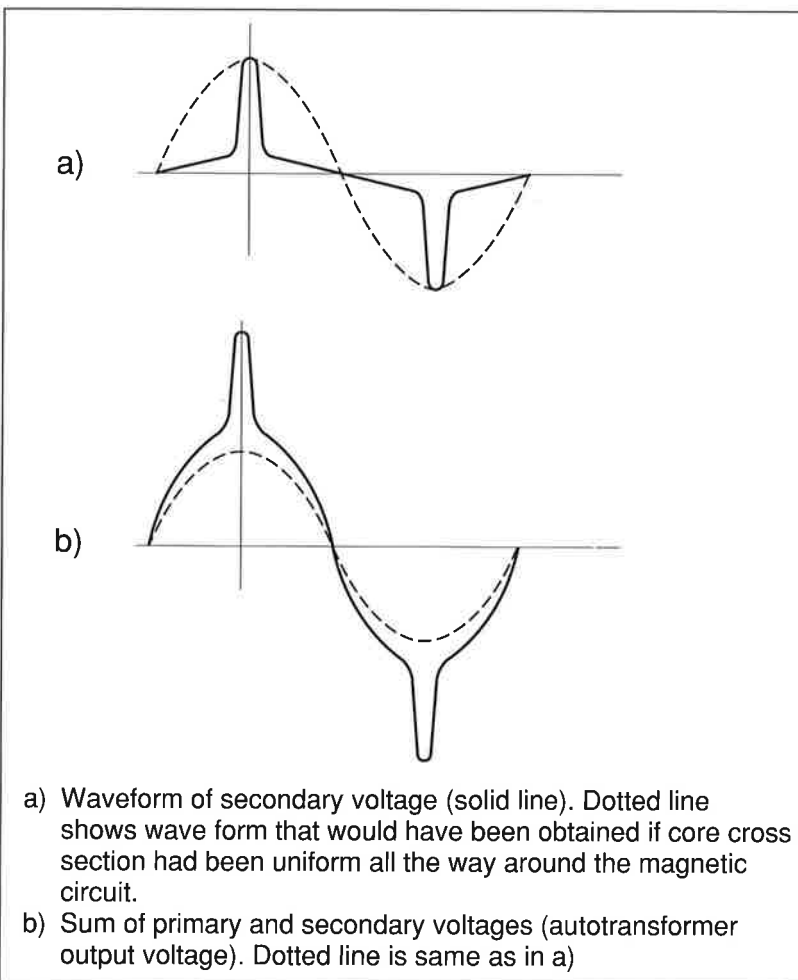 a)
b)
a) Waveform of secondary voltage (solid line). Dotted line
shows wave form that would have been obtained if core cross
section had been uniform all the way around the magnetic
circuit.
b) Sum of primary and secondary voltages (autotransformer
output voltage). Dotted line is same as in a)